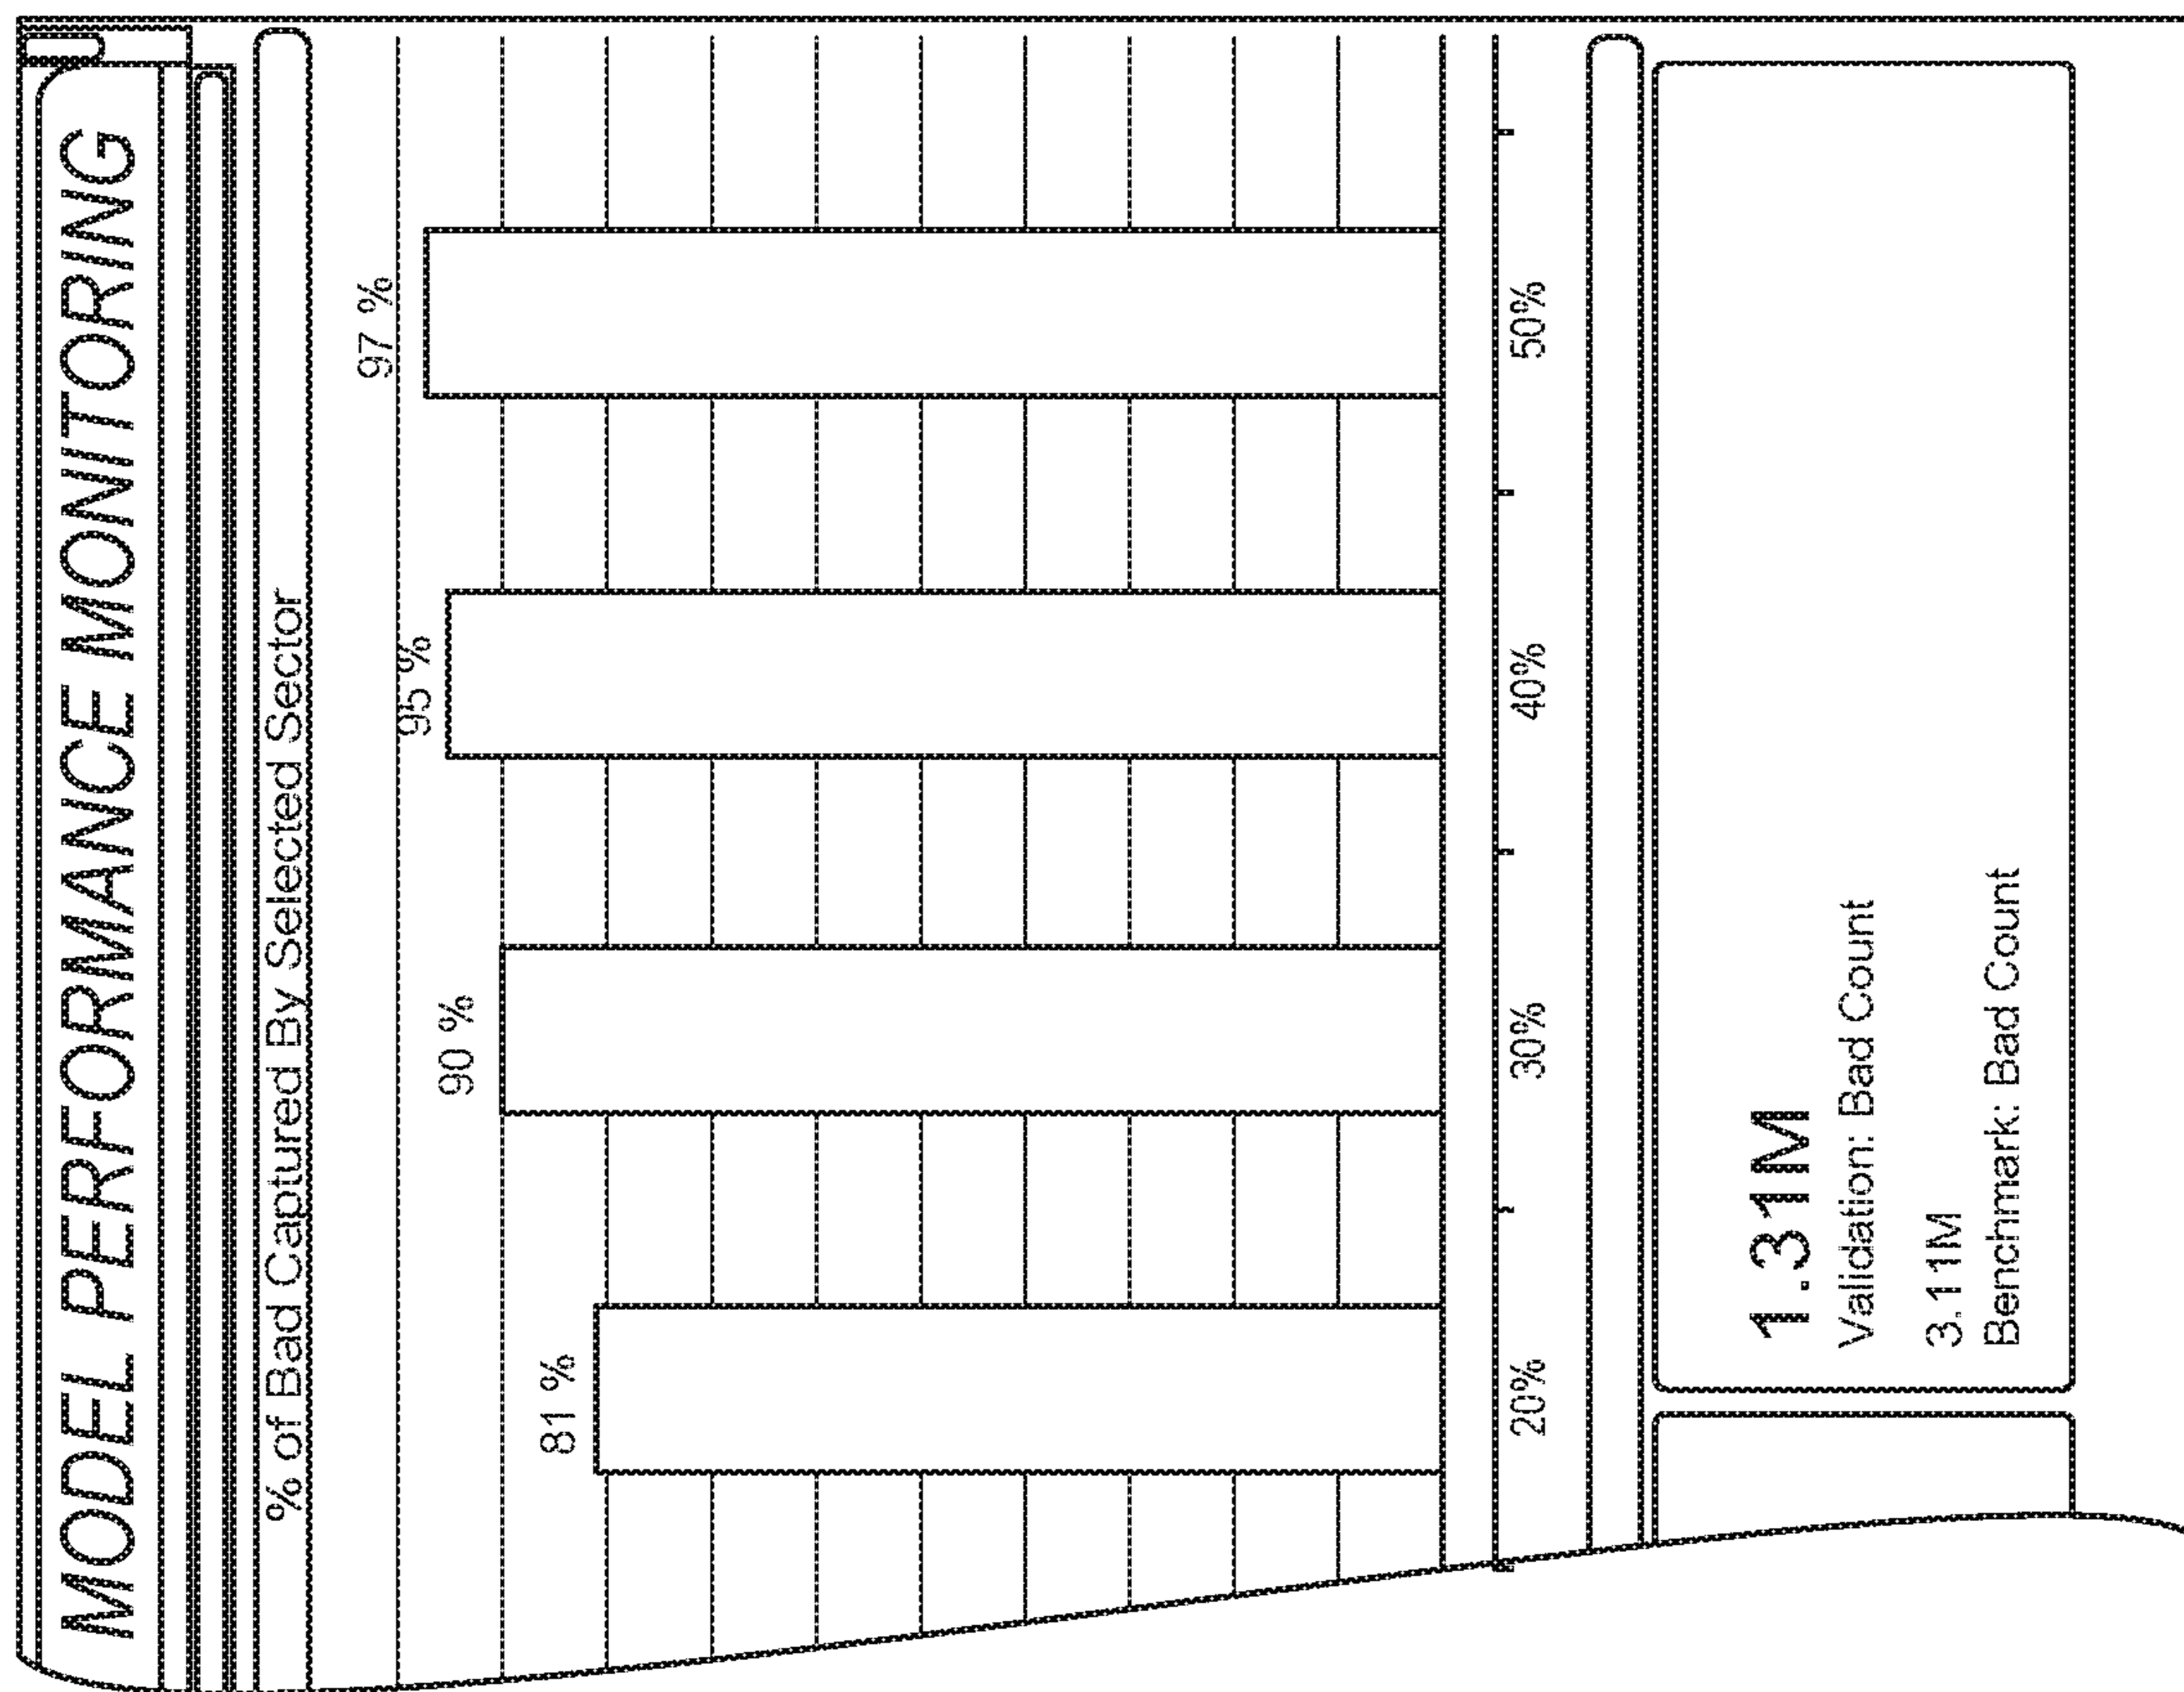 MODEL PERFORMANCE MONITORING
% of Bad Captured By Selected Sector
81 %
90 %
95 %
97 %
20%
30%
40%
50%
1.31M
Validation: Bad Count
3.11M
Benchmark: Bad Count